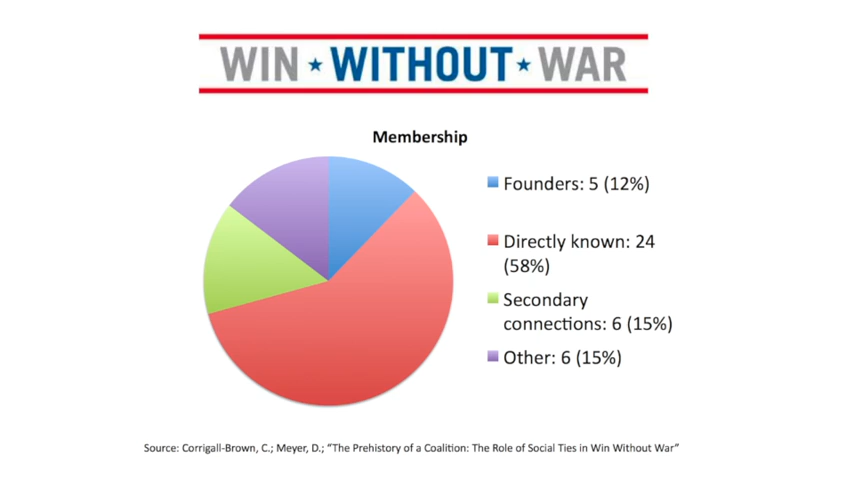 WIN ★ WITHOUT ★ WAR
Membership
Founders: 5 (12%)
Directly known: 24
(58%)
Secondary
connections: 6 (15%)
Other: 6 (15%)
Source: Corrigall-Brown, C.; Meyer, D.; “The Prehistory of a Coalition: The Role of Social Ties in Win Without War”